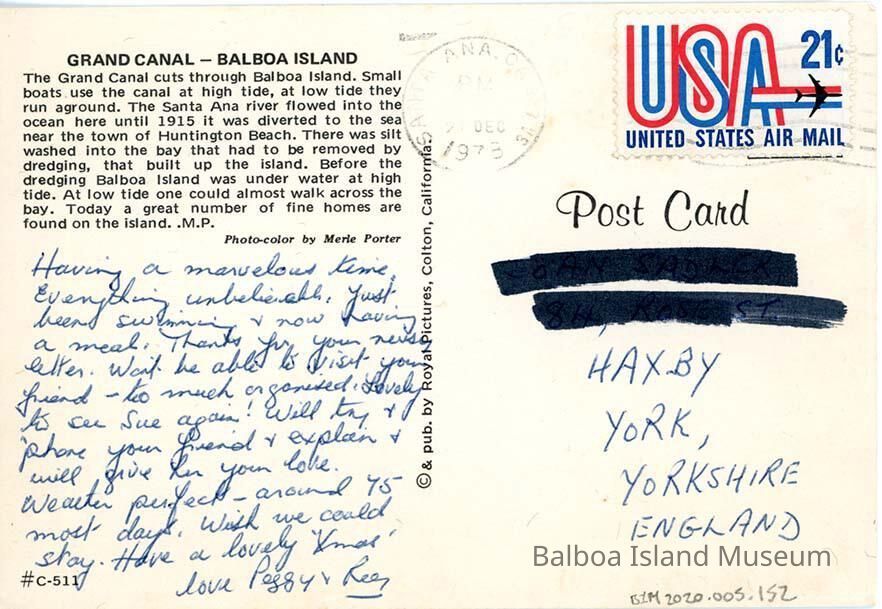 GRAND CANAL — BALBOA ISLAND
The Grand Canal cuts through Balboa Island. Small
boats use the canal at high tide, at low tide they
run aground. The Santa Ana river flowed into the
ocean here until 1915 it was diverted to the sea
near the town of Huntington Beach. There was silt
washed into the bay that had to be removed by
dredging, that built up the island. Before the
dredging Balboa Island was under water at high
tide. At low tide one could almost walk across the
bay. Today a great number of fine homes are
found on the island. .M.P.
Photo-color by Merle Porter
Having a marvelous time.
Everything unbelievable. Just
been swimming & now having
a meal. Thanks for your news
letter. Won't be able to visit your
friend – too much organised. Lovely
to see Sue again! Will try &
'phone your friend & explain &
will give her your love.
Weather perfect – around 75
most days. Wish we could
stay. Have a lovely 'Xmas'
love Peggy &
#C-511
© & pub. by Royal Pictures, Colton, California.
SANTA ANA, CA
PM
DEC
1973
USA 21¢
UNITED STATES AIR MAIL
Post Card
HAXBY
YORK,
YORKSHIRE
ENGLAND
Balboa Island Museum
BIM2020.005.152